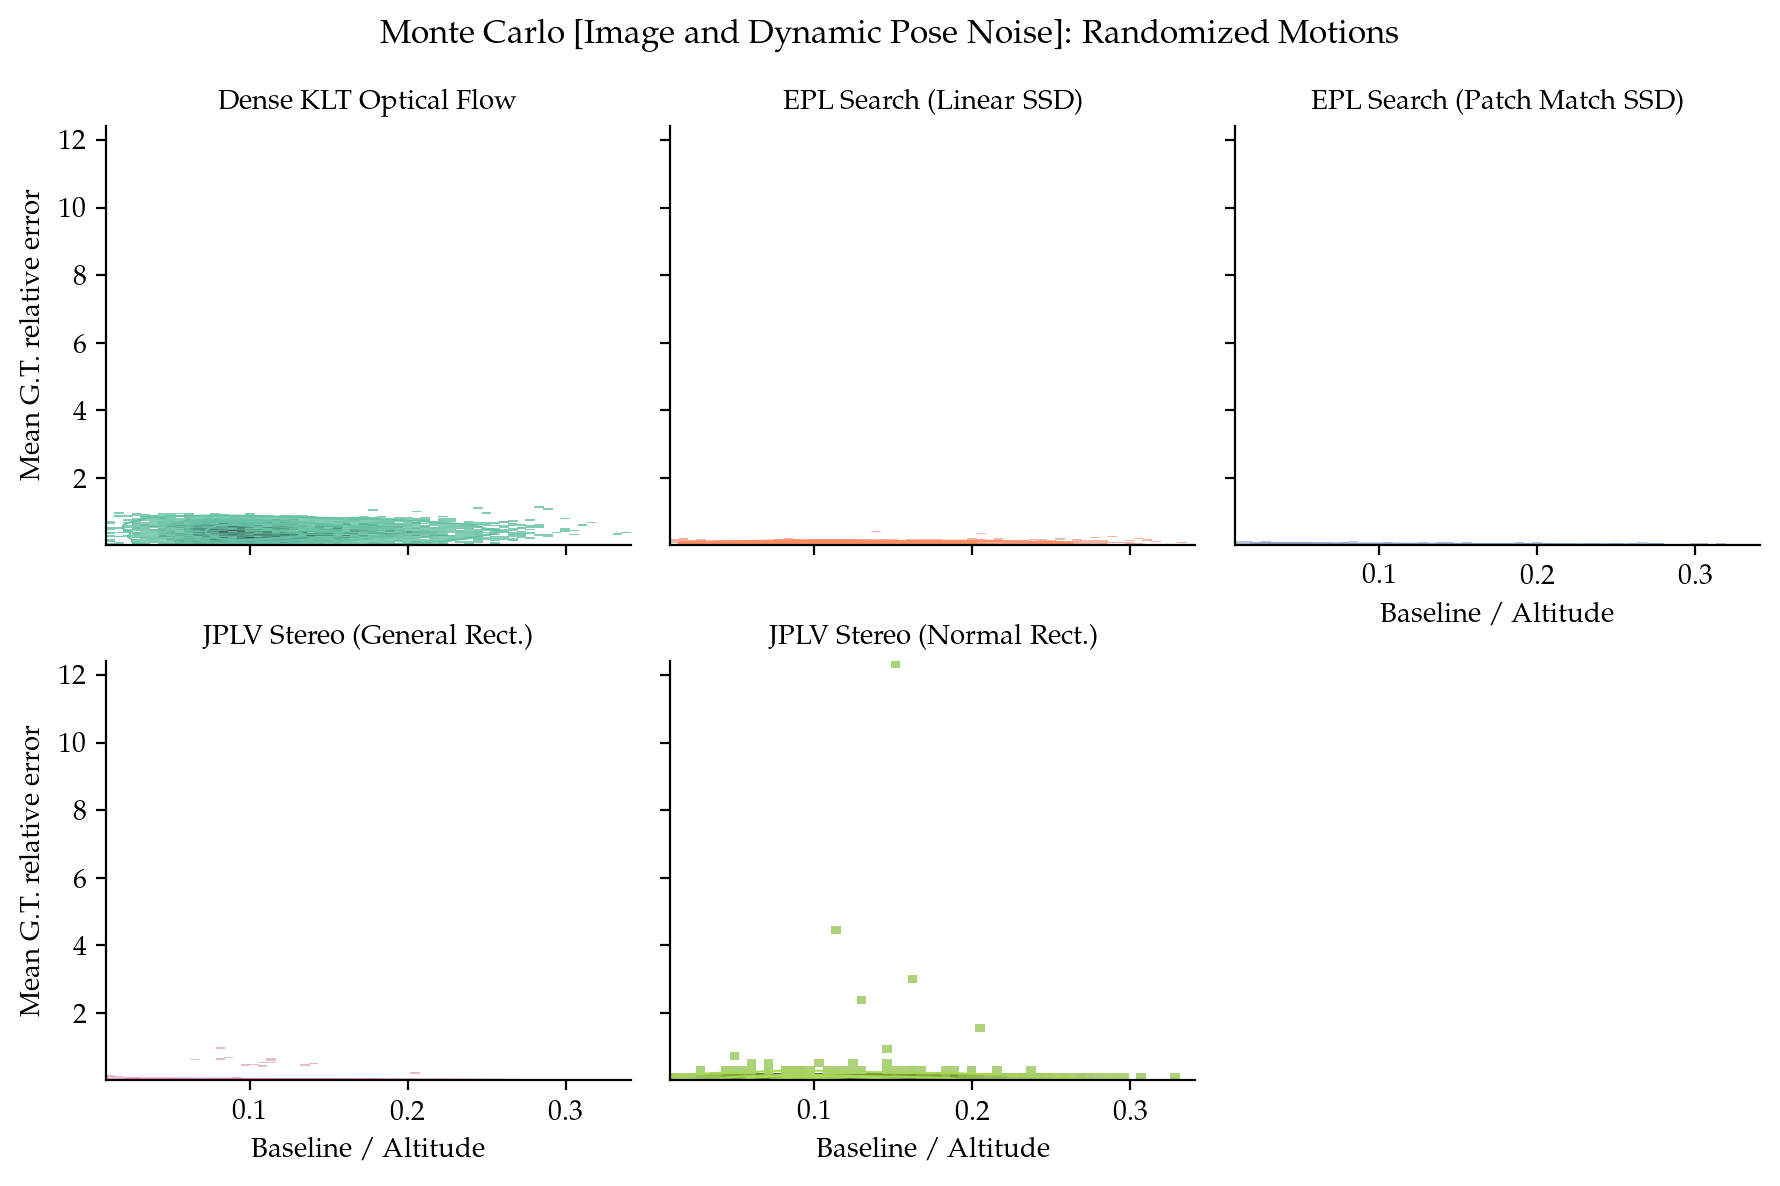 Monte Carlo [Image and Dynamic Pose Noise]: Randomized Motions
Dense KLT Optical Flow
EPL Search (Linear SSD)
EPL Search (Patch Match SSD)
Mean G.T. relative error
12
10
8
6
4
2
0.1 0.2 0.3
Baseline / Altitude
JPLV Stereo (General Rect.)
JPLV Stereo (Normal Rect.)
Mean G.T. relative error
12
10
8
6
4
2
0.1 0.2 0.3
Baseline / Altitude
0.1 0.2 0.3
Baseline / Altitude